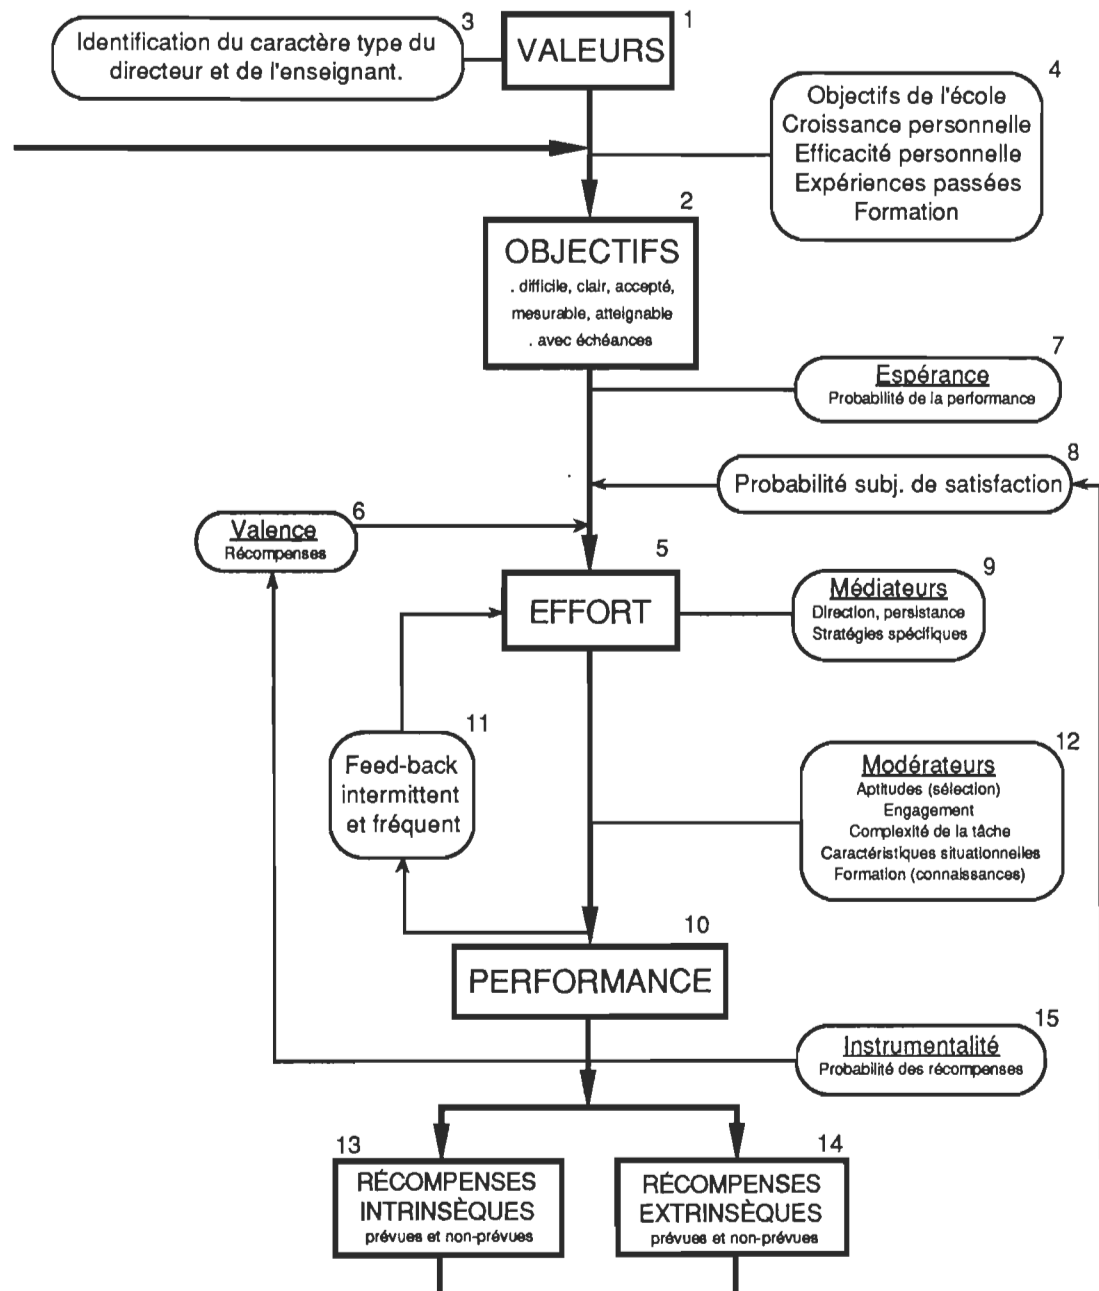 3
Identification du caractère type du
directeur et de l'enseignant.
1
VALEURS
4
Objectifs de l'école
Croissance personnelle
Efficacité personnelle
Expériences passées
Formation
2
OBJECTIFS
. difficile, clair, accepté,
mesurable, atteignable
. avec échéances
7
Espérance
Probabilité de la performance
8
Probabilité subj. de satisfaction
6
Valence
Récompenses
5
EFFORT
9
Médiateurs
Direction, persistance
Stratégies spécifiques
11
Feed-back
intermittent
et fréquent
12
Modérateurs
Aptitudes (sélection)
Engagement
Complexité de la tâche
Caractéristiques situationnelles
Formation (connaissances)
10
PERFORMANCE
15
Instrumentalité
Probabilité des récompenses
13
RÉCOMPENSES
INTRINSÈQUES
prévues et non-prévues
14
RÉCOMPENSES
EXTRINSÈQUES
prévues et non-prévues